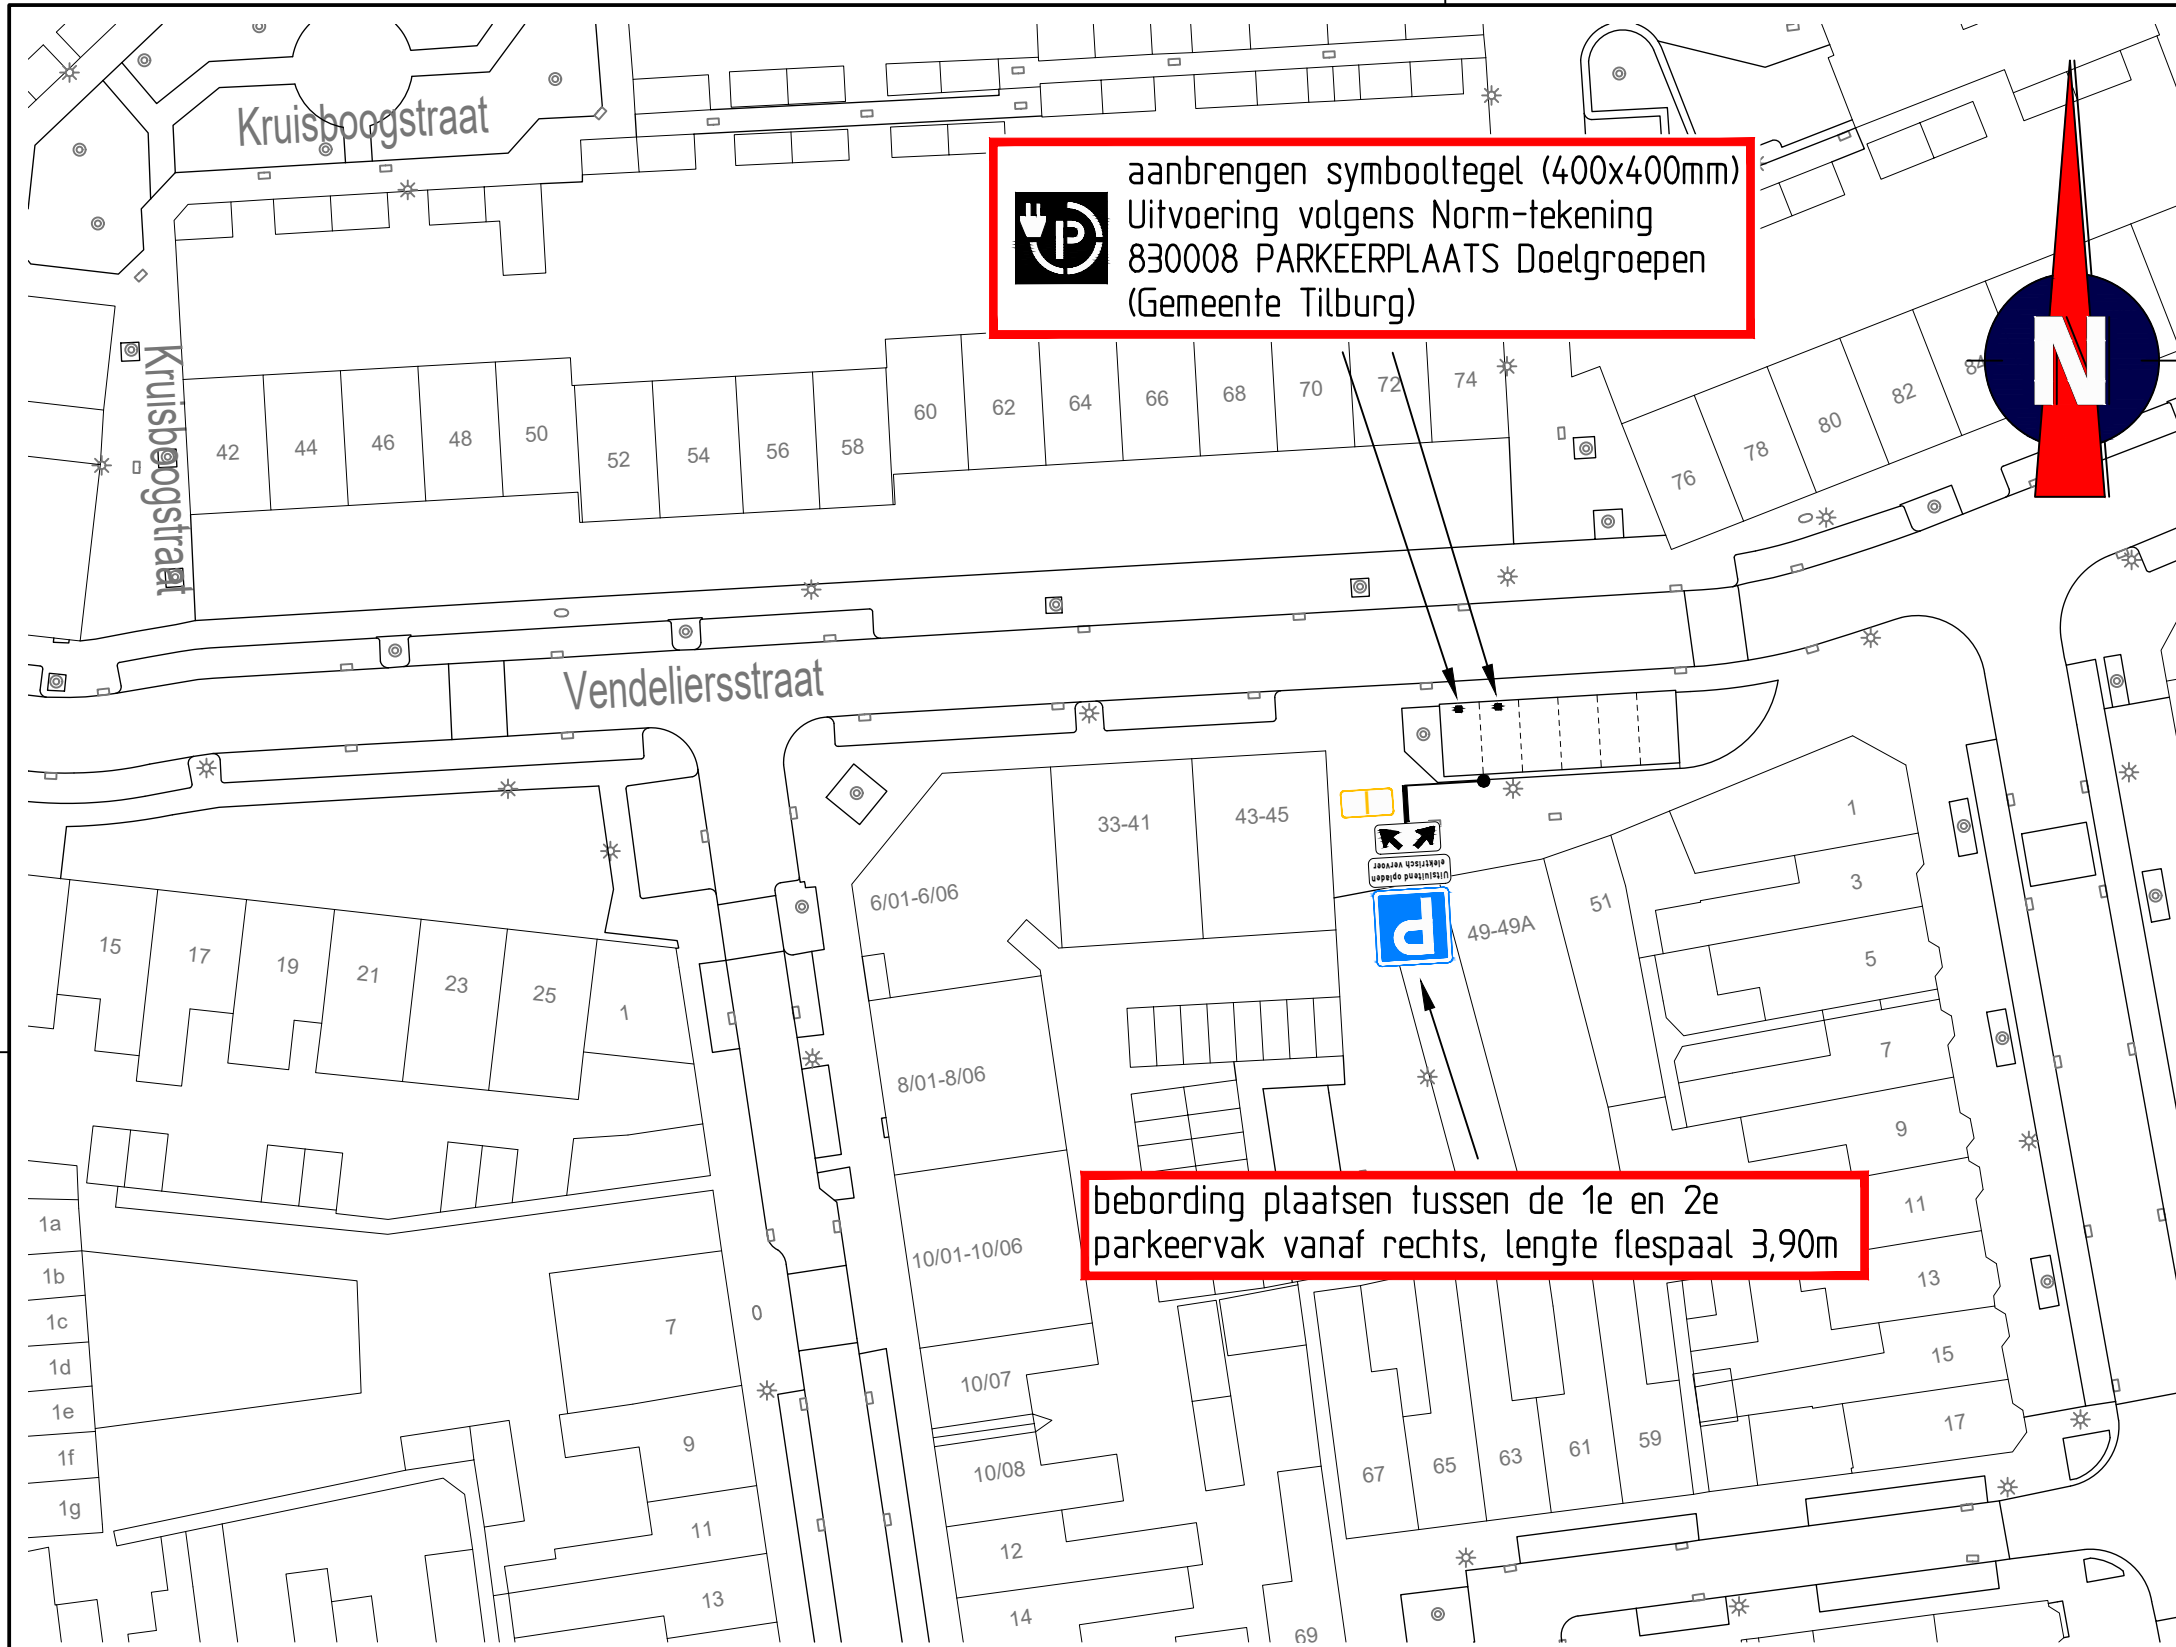 Kruisboogstraat
aanbrengen symbooltegel (400x400mm)
Uitvoering volgens Norm-tekening
830008 PARKEERPLAATS Doelgroepen
(Gemeente Tilburg)
P
N
Kruisboogstraat
42 44 46 48 50 52 54 56 58 60 62 64 66 68 70 72 74 76 78 80 82 84
Vendeliersstraat
33-41 43-45
6/01-6/06
8/01-8/06
10/01-10/06
10/07
10/08
12
14
Uitsluitend opladen
elektrisch vervoer
P
49-49A
51
1
3
5
7
9
11
13
15
17
15 17 19 21 23 25 1
bebording plaatsen tussen de 1e en 2e
parkeervak vanaf rechts, lengte flespaal 3,90m
1a
1b
1c
1d
1e
1f
1g
7
0
9
11
13
67 65 63 61 59
69